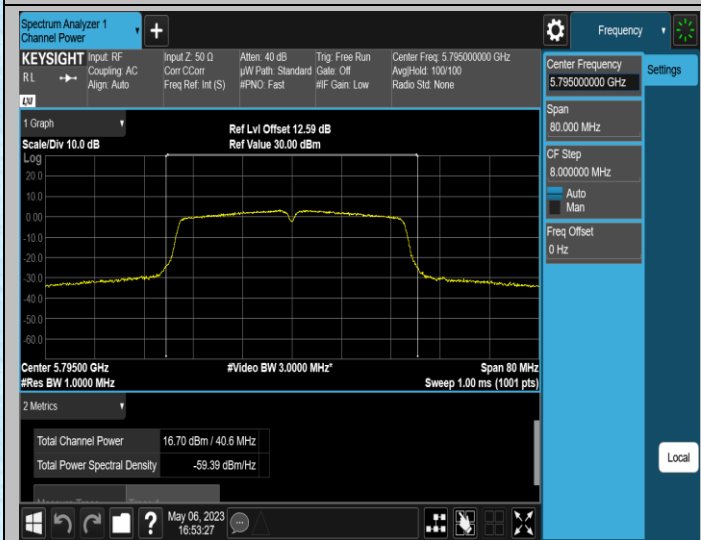 Spectrum Analyzer 1
Channel Power
+
Frequency
KEYSIGHT
R L
LXI
Input: RF
Coupling: AC
Align: Auto
Input Z: 50 Ω
Corr CCorr
Freq Ref: Int (S)
Atten: 40 dB
µW Path: Standard
#PNO: Fast
Trig: Free Run
Gate: Off
#IF Gain: Low
Center Freq: 5.795000000 GHz
Avg|Hold: 100/100
Radio Std: None
Center Frequency
5.795000000 GHz
Settings
Span
80.000 MHz
CF Step
8.000000 MHz
Auto
Man
Freq Offset
0 Hz
1 Graph
Scale/Div 10.0 dB
Ref Lvl Offset 12.59 dB
Ref Value 30.00 dBm
Log
20.0
10.0
0.00
-10.0
-20.0
-30.0
-40.0
-50.0
-60.0
Center 5.79500 GHz
#Res BW 1.0000 MHz
#Video BW 3.0000 MHz*
Span 80 MHz
Sweep 1.00 ms (1001 pts)
2 Metrics
Total Channel Power 16.70 dBm / 40.6 MHz
Total Power Spectral Density -59.39 dBm/Hz
Local
?
May 06, 2023
16:53:27